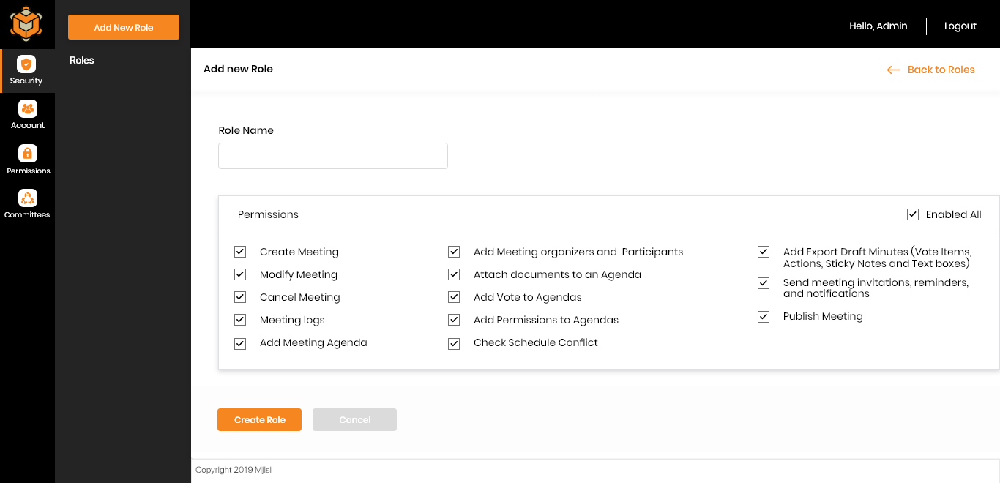 Add New Role
Roles
Security
Account
Permissions
Committees
Hello, Admin
Logout
Add new Role
Back to Roles
Role Name
Permissions
Enabled All
Create Meeting
Modify Meeting
Cancel Meeting
Meeting logs
Add Meeting Agenda
Add Meeting organizers and Participants
Attach documents to an Agenda
Add Vote to Agendas
Add Permissions to Agendas
Check Schedule Conflict
Add Export Draft Minutes (Vote Items,
Actions, Sticky Notes and Text boxes)
Send meeting invitations, reminders,
and notifications
Publish Meeting
Create Role
Cancel
Copyright 2019 Mjlsi